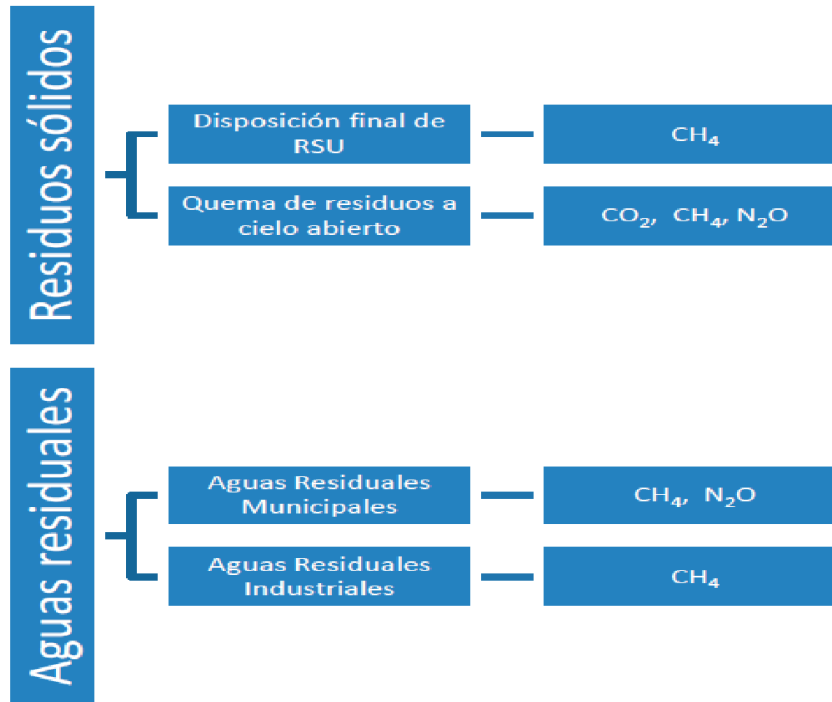 Residuos sólidos
Disposición final de
RSU
CH₄
Quema de residuos a
cielo abierto
CO₂, CH₄, N₂O
Aguas residuales
Aguas Residuales
Municipales
CH₄, N₂O
Aguas Residuales
Industriales
CH₄